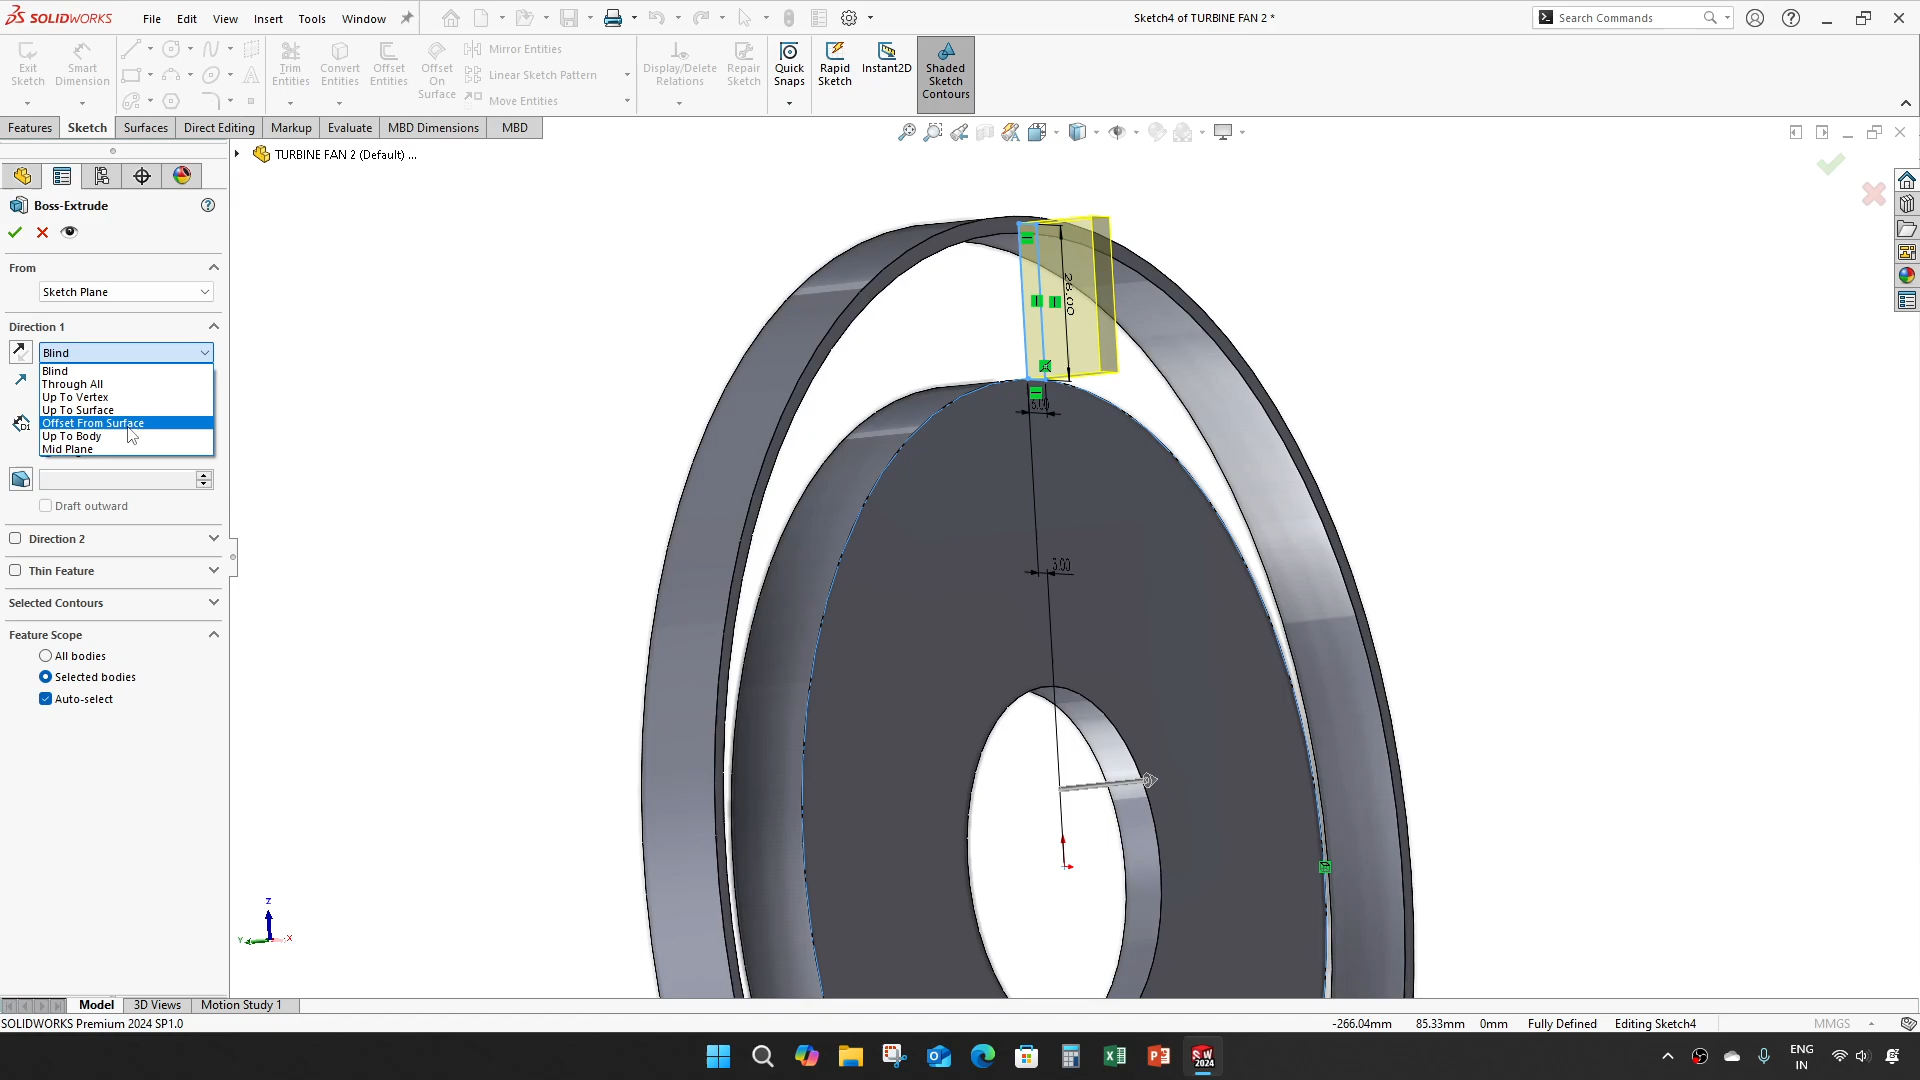 SOLIDWORKS
File
Edit
View
Insert
Tools
Window
Sketch4 of TURBINE FAN 2 *
Search Commands
Exit
Sketch
Smart
Dimension
Trim
Entities
Convert
Entities
Offset
Entities
Offset
On
Surface
Mirror Entities
Linear Sketch Pattern
Move Entities
Display/Delete
Relations
Repair
Sketch
Quick
Snaps
Rapid
Sketch
Instant2D
Shaded
Sketch
Contours
Features
Sketch
Surfaces
Direct Editing
Markup
Evaluate
MBD Dimensions
MBD
TURBINE FAN 2 (Default) ...
Boss-Extrude
From
Sketch Plane
Direction 1
Blind
Blind
Through All
Up To Vertex
Up To Surface
Offset From Surface
Up To Body
Mid Plane
Draft outward
Direction 2
Thin Feature
Selected Contours
Feature Scope
All bodies
Selected bodies
Auto-select
28.00
6.00
3.00
Z
Y
X
Model
3D Views
Motion Study 1
SOLIDWORKS Premium 2024 SP1.0
-266.04mm
85.33mm
0mm
Fully Defined
Editing Sketch4
MMGS
ENG
IN